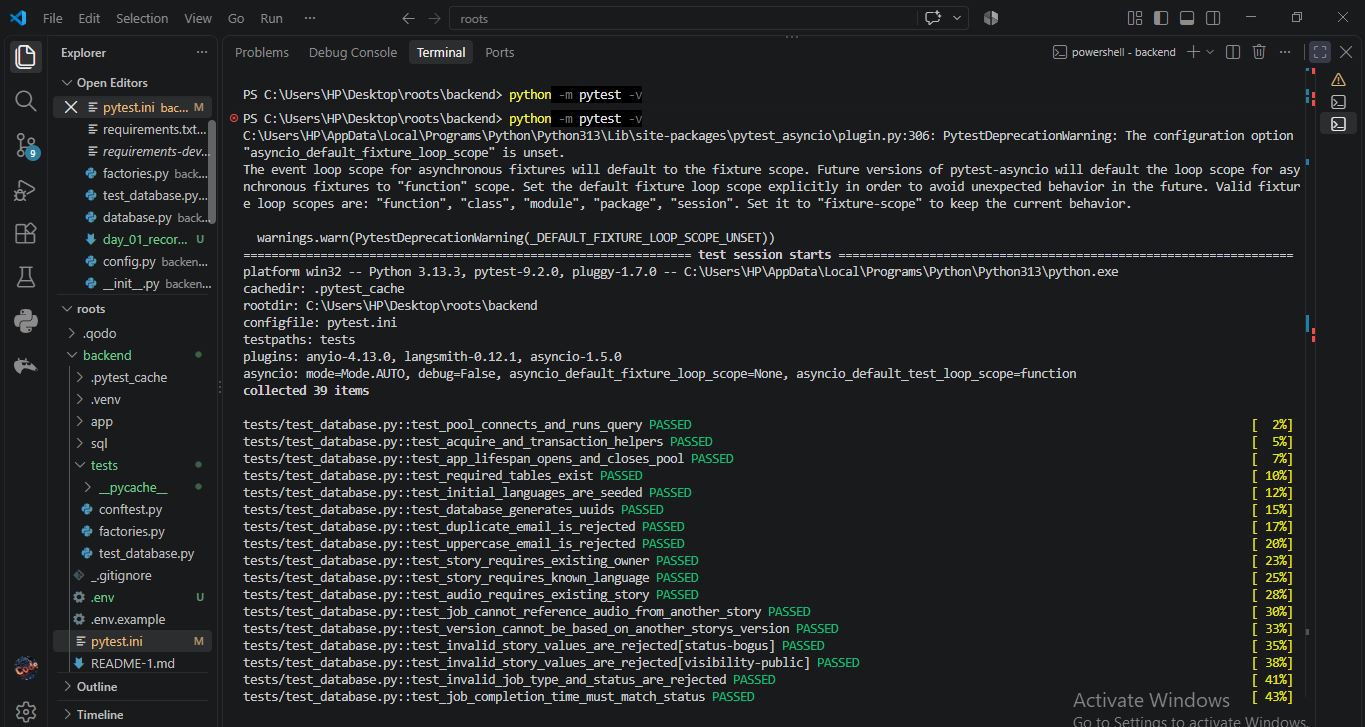 File Edit Selection View Go Run ··· roots
Explorer ···
Open Editors
pytest.ini bac... M
requirements.txt...
requirements-dev...
factories.py back...
test_database.py...
database.py back...
day_01_recor... U
config.py backen...
__init__.py backen...
roots
.qodo
backend
.pytest_cache
.venv
app
sql
tests
__pycache__
conftest.py
factories.py
test_database.py
_.gitignore
.env U
.env.example
pytest.ini M
README-1.md
Outline
Timeline
9
Problems Debug Console Terminal Ports powershell - backend ···
PS C:\Users\HP\Desktop\roots\backend> python -m pytest -v
PS C:\Users\HP\Desktop\roots\backend> python -m pytest -v
C:\Users\HP\AppData\Local\Programs\Python\Python313\Lib\site-packages\pytest_asyncio\plugin.py:306: PytestDeprecationWarning: The configuration option
"asyncio_default_fixture_loop_scope" is unset.
The event loop scope for asynchronous fixtures will default to the fixture scope. Future versions of pytest-asyncio will default the loop scope for asy
nchronous fixtures to "function" scope. Set the default fixture loop scope explicitly in order to avoid unexpected behavior in the future. Valid fixtur
e loop scopes are: "function", "class", "module", "package", "session". Set it to "fixture-scope" to keep the current behavior.
warnings.warn(PytestDeprecationWarning(_DEFAULT_FIXTURE_LOOP_SCOPE_UNSET))
================================================================ test session starts =================================================================
platform win32 -- Python 3.13.3, pytest-9.2.0, pluggy-1.7.0 -- C:\Users\HP\AppData\Local\Programs\Python\Python313\python.exe
cachedir: .pytest_cache
rootdir: C:\Users\HP\Desktop\roots\backend
configfile: pytest.ini
testpaths: tests
plugins: anyio-4.13.0, langsmith-0.12.1, asyncio-1.5.0
asyncio: mode=Mode.AUTO, debug=False, asyncio_default_fixture_loop_scope=None, asyncio_default_test_loop_scope=function
collected 39 items
tests/test_database.py::test_pool_connects_and_runs_query PASSED [ 2%]
tests/test_database.py::test_acquire_and_transaction_helpers PASSED [ 5%]
tests/test_database.py::test_app_lifespan_opens_and_closes_pool PASSED [ 7%]
tests/test_database.py::test_required_tables_exist PASSED [ 10%]
tests/test_database.py::test_initial_languages_are_seeded PASSED [ 12%]
tests/test_database.py::test_database_generates_uuids PASSED [ 15%]
tests/test_database.py::test_duplicate_email_is_rejected PASSED [ 17%]
tests/test_database.py::test_uppercase_email_is_rejected PASSED [ 20%]
tests/test_database.py::test_story_requires_existing_owner PASSED [ 23%]
tests/test_database.py::test_story_requires_known_language PASSED [ 25%]
tests/test_database.py::test_audio_requires_existing_story PASSED [ 28%]
tests/test_database.py::test_job_cannot_reference_audio_from_another_story PASSED [ 30%]
tests/test_database.py::test_version_cannot_be_based_on_another_storys_version PASSED [ 33%]
tests/test_database.py::test_invalid_story_values_are_rejected[status-bogus] PASSED [ 35%]
tests/test_database.py::test_invalid_story_values_are_rejected[visibility-public] PASSED [ 38%]
tests/test_database.py::test_invalid_job_type_and_status_are_rejected PASSED [ 41%]
tests/test_database.py::test_job_completion_time_must_match_status PASSED [ 43%]
Activate Windows
Go to Settings to activate Windows.